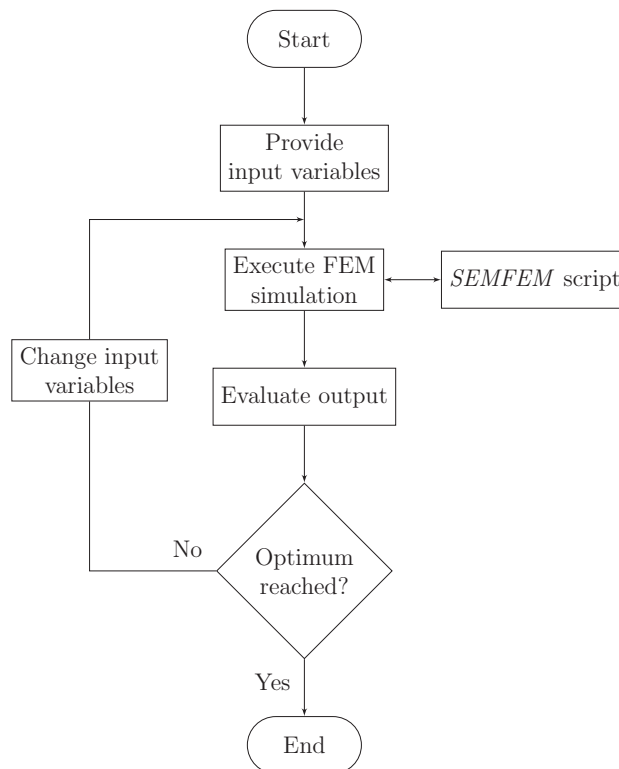 Start
Provide
input variables
Execute FEM
simulation
SEMFEM script
Change input
variables
Evaluate output
No
Optimum
reached?
Yes
End